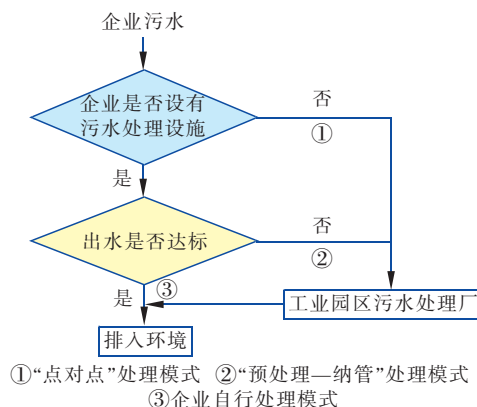 企业污水
企业是否设有
污水处理设施
否
①
是
出水是否达标
否
②
是
③
工业园区污水处理厂
排入环境
①“点对点”处理模式 ②“预处理—纳管”处理模式
③企业自行处理模式